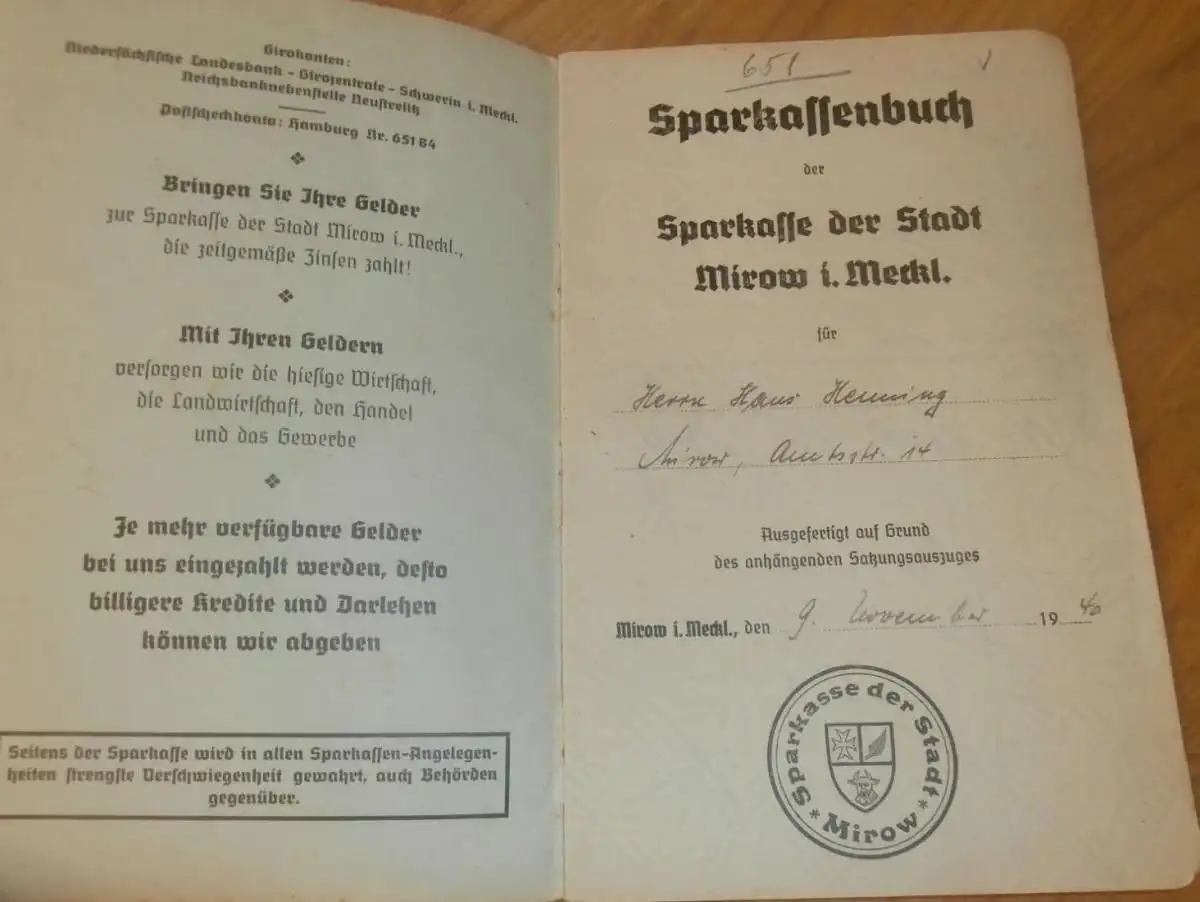 Girokonten:
Niedersächsische Landesbank - Girozentrale - Schwerin i. Meckl.
Reichsbanknebenstelle Neustrelitz
Postscheckkonto: Hamburg Nr. 651 84
Bringen Sie Ihre Gelder
zur Sparkasse der Stadt Mirow i. Meckl.,
die zeitgemäße Zinsen zahlt!
Mit Ihren Geldern
versorgen wir die hiesige Wirtschaft,
die Landwirtschaft, den Handel
und das Gewerbe
Je mehr verfügbare Gelder
bei uns eingezahlt werden, desto
billigere Kredite und Darlehen
können wir abgeben
Seitens der Sparkasse wird in allen Sparkassen-Angelegen-
heiten strengste Verschwiegenheit gewahrt, auch Behörden
gegenüber.
651
Sparkassenbuch
der
Sparkasse der Stadt
Mirow i. Meckl.
für
Herrn Hans Henning
Mirow, Amtsstr. 14
Ausgefertigt auf Grund
des anhängenden Satzungsauszuges
Mirow i. Meckl., den 9. November 1940
Sparkasse der Stadt
* Mirow *